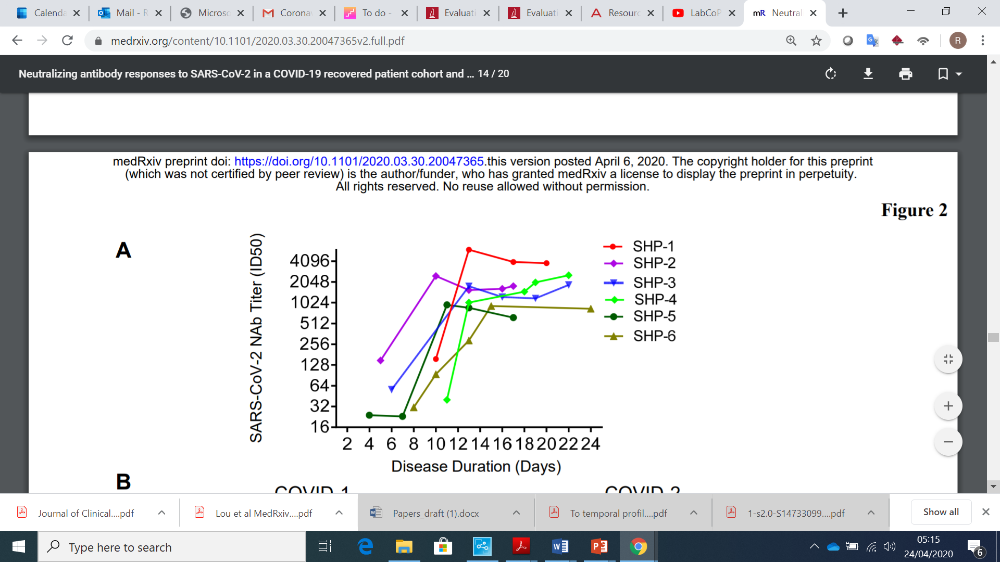 Calenda
Mail - R
Microso
Corona
To do -
Evaluati
Evaluati
Resourc
LabCoP
mR Neutral
medrxiv.org/content/10.1101/2020.03.30.20047365v2.full.pdf
R
Neutralizing antibody responses to SARS-CoV-2 in a COVID-19 recovered patient cohort and ... 14 / 20
medRxiv preprint doi: https://doi.org/10.1101/2020.03.30.20047365.this version posted April 6, 2020. The copyright holder for this preprint
(which was not certified by peer review) is the author/funder, who has granted medRxiv a license to display the preprint in perpetuity.
All rights reserved. No reuse allowed without permission.
Figure 2
A
SARS-CoV-2 NAb Titer (ID50)
4096
2048
1024
512
256
128
64
32
16
2 4 6 8 10 12 14 16 18 20 22 24
Disease Duration (Days)
SHP-1
SHP-2
SHP-3
SHP-4
SHP-5
SHP-6
B
COVID-1
COVID-2
Journal of Clinical....pdf
Lou et al MedRxiv....pdf
Papers_draft (1).docx
To temporal profil....pdf
1-s2.0-S14733099....pdf
Show all
Type here to search
05:15
24/04/2020
6